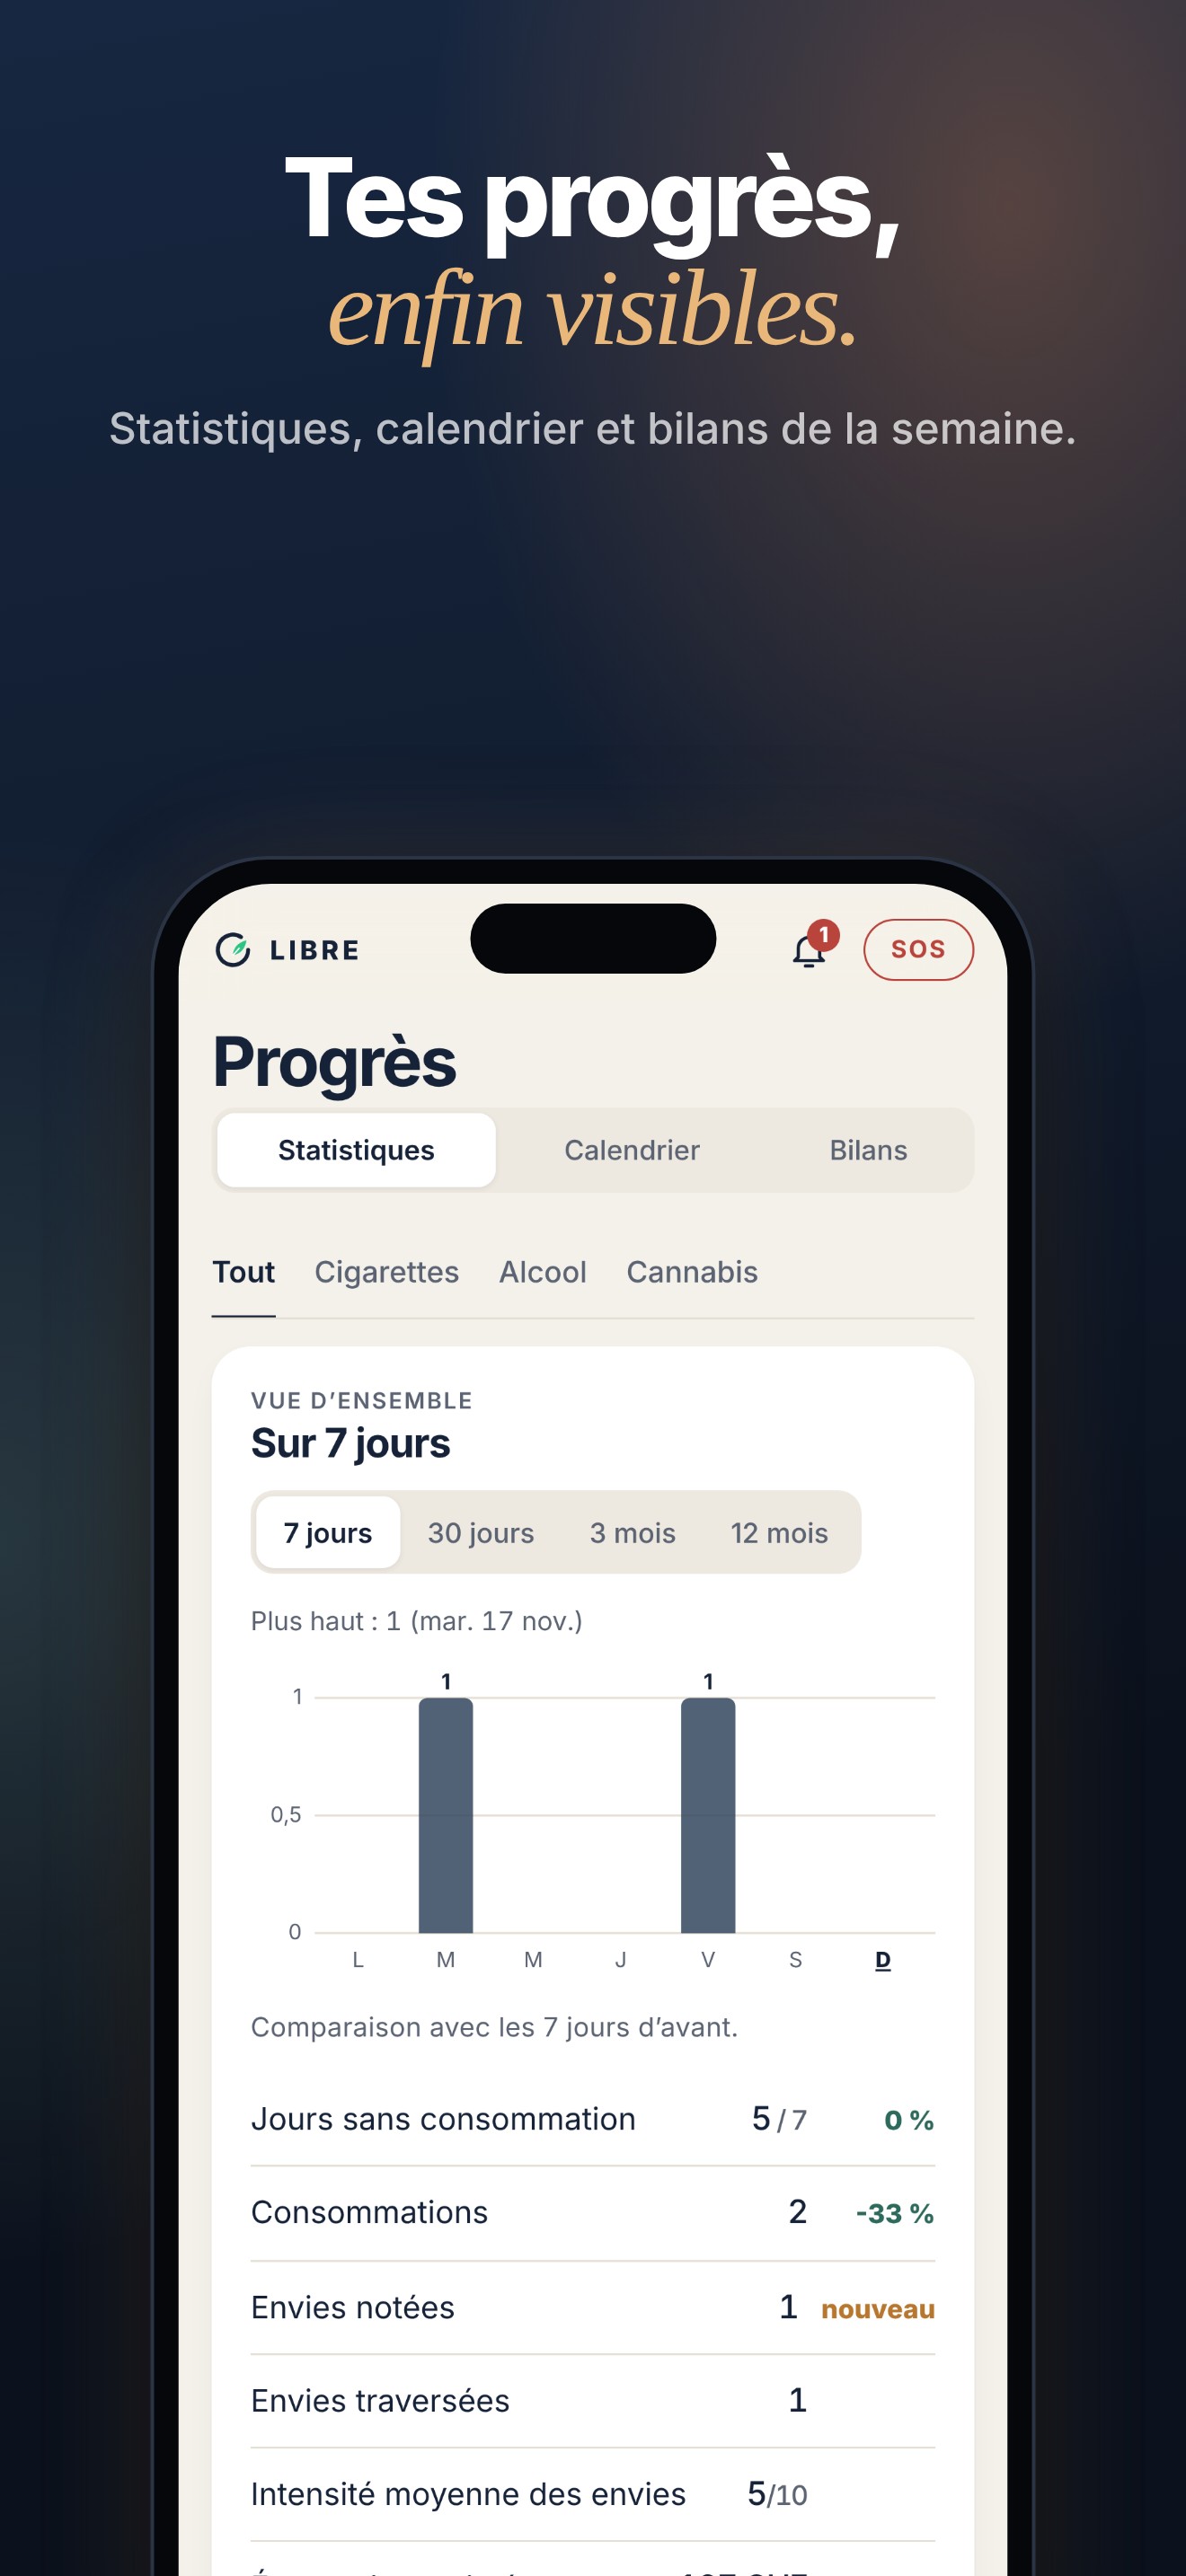 Tes progrès,
enfin visibles.
Statistiques, calendrier et bilans de la semaine.
LIBRE
1
SOS
Progrès
Statistiques Calendrier Bilans
Tout Cigarettes Alcool Cannabis
VUE D’ENSEMBLE
Sur 7 jours
7 jours 30 jours 3 mois 12 mois
Plus haut : 1 (mar. 17 nov.)
1 1
1
0,5
0
L M M J V S D
Comparaison avec les 7 jours d’avant.
Jours sans consommation 5 / 7 0 %
Consommations 2 -33 %
Envies notées 1 nouveau
Envies traversées 1
Intensité moyenne des envies 5/10